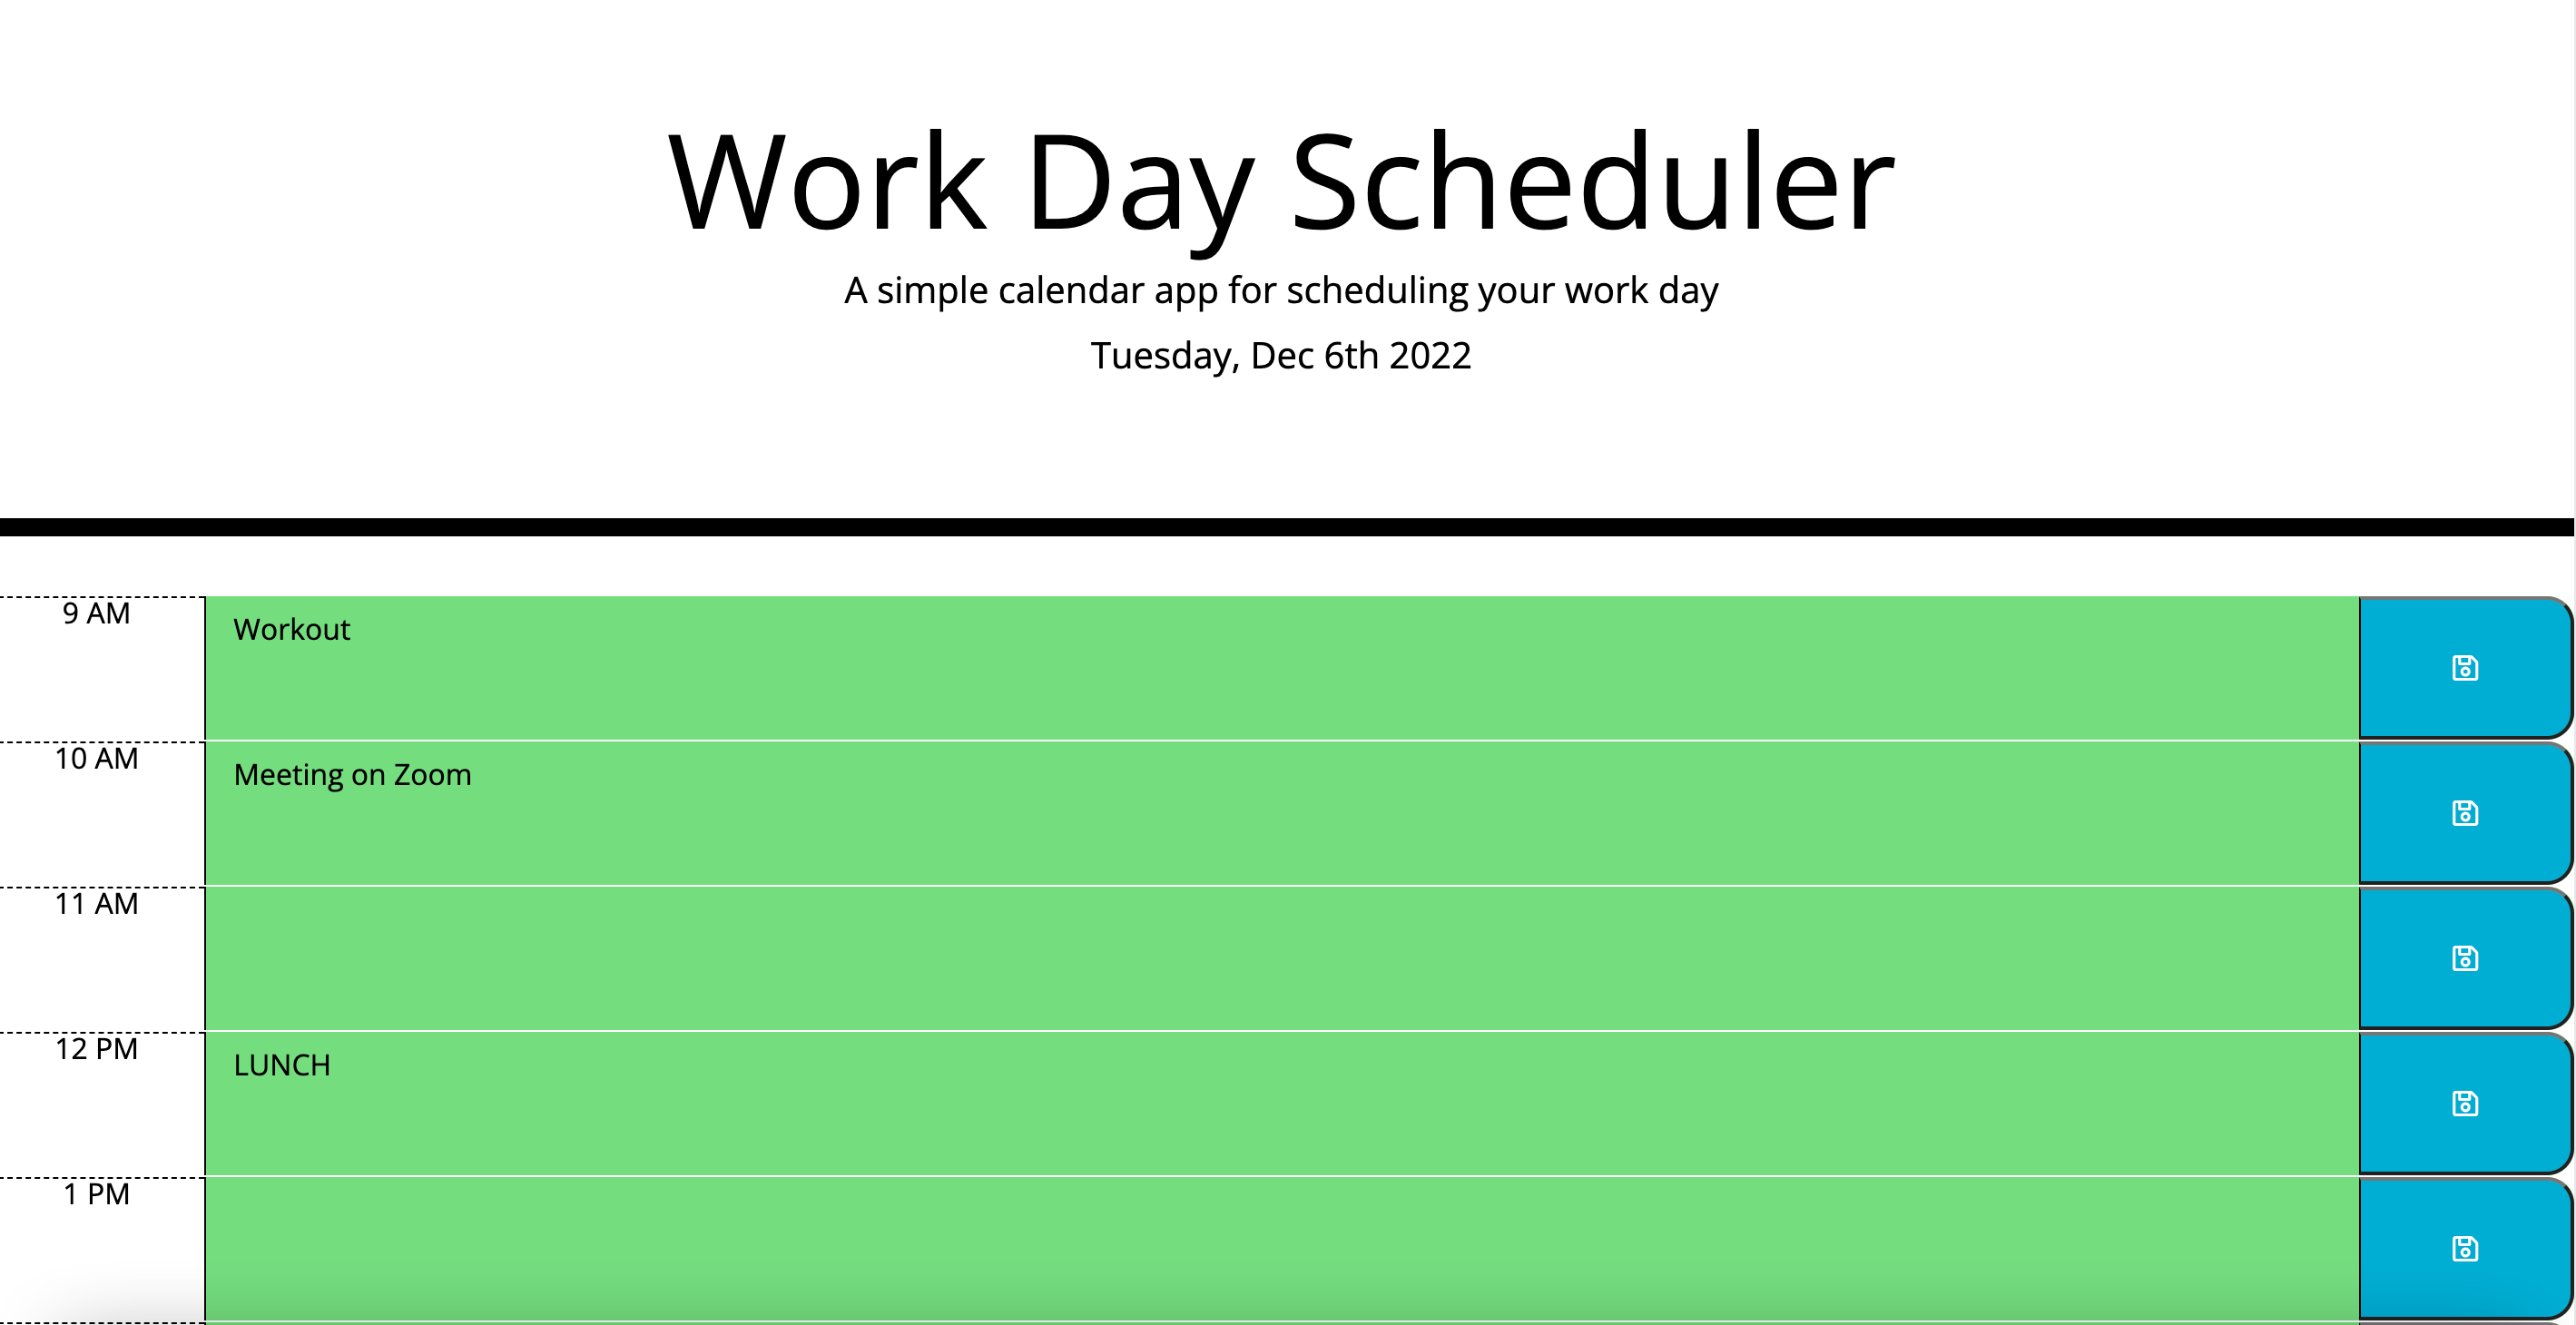 Work Day Scheduler
A simple calendar app for scheduling your work day
Tuesday, Dec 6th 2022
9 AM
Workout
10 AM
Meeting on Zoom
11 AM
12 PM
LUNCH
1 PM